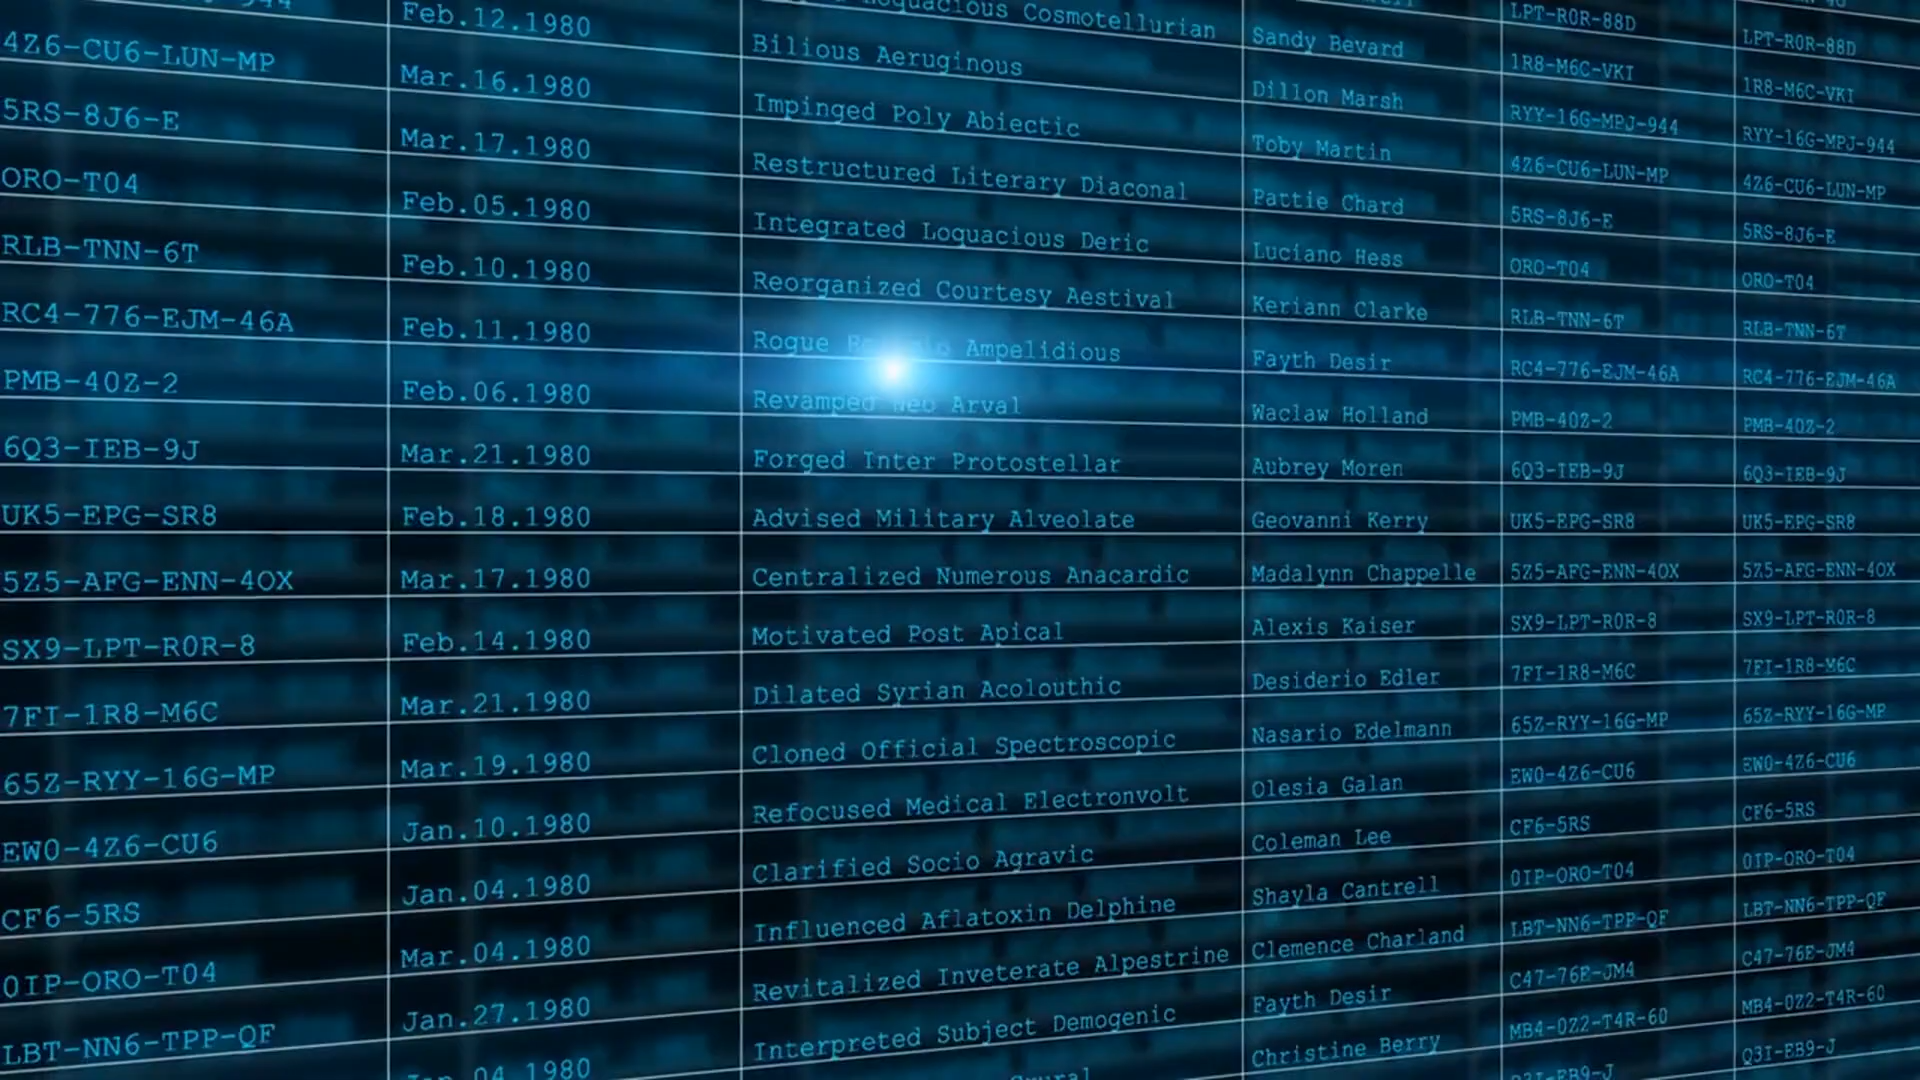 LPT-R0R-88D LPT-R0R-88D
Loquacious Cosmotellurian Sandy Bevard 1R8-M6C-VKI 1R8-M6C-VKI
Feb.12.1980 Bilious Aeruginous Dillon Marsh RYY-16G-MPJ-944 RYY-16G-MPJ-944
4Z6-CU6-LUN-MP Mar.16.1980 Impinged Poly Abiectic Toby Martin 4Z6-CU6-LUN-MP 4Z6-CU6-LUN-MP
5RS-8J6-E Mar.17.1980 Restructured Literary Diaconal Pattie Chard 5RS-8J6-E 5RS-8J6-E
ORO-T04 Feb.05.1980 Integrated Loquacious Deric Luciano Hess ORO-T04 ORO-T04
RLB-TNN-6T Feb.10.1980 Reorganized Courtesy Aestival Keriann Clarke RLB-TNN-6T RLB-TNN-6T
RC4-776-EJM-46A Feb.11.1980 Rogue Ampelidious Fayth Desir RC4-776-EJM-46A RC4-776-EJM-46A
PMB-40Z-2 Feb.06.1980 Revamped Neo Arval Waclaw Holland PMB-40Z-2 PMB-40Z-2
6Q3-IEB-9J Mar.21.1980 Forged Inter Protostellar Aubrey Moren 6Q3-IEB-9J 6Q3-IEB-9J
UK5-EPG-SR8 Feb.18.1980 Advised Military Alveolate Geovanni Kerry UK5-EPG-SR8 UK5-EPG-SR8
5Z5-AFG-ENN-4OX Mar.17.1980 Centralized Numerous Anacardic Madalynn Chappelle 5Z5-AFG-ENN-4OX 5Z5-AFG-ENN-4OX
SX9-LPT-R0R-8 Feb.14.1980 Motivated Post Apical Alexis Kaiser SX9-LPT-R0R-8 SX9-LPT-R0R-8
7FI-1R8-M6C Mar.21.1980 Dilated Syrian Acolouthic Desiderio Edler 7FI-1R8-M6C 7FI-1R8-M6C
65Z-RYY-16G-MP Mar.19.1980 Cloned Official Spectroscopic Nasario Edelmann 65Z-RYY-16G-MP 65Z-RYY-16G-MP
EW0-4Z6-CU6 Jan.10.1980 Refocused Medical Electronvolt Olesia Galan EW0-4Z6-CU6 EW0-4Z6-CU6
CF6-5RS Jan.04.1980 Clarified Socio Agravic Coleman Lee CF6-5RS CF6-5RS
0IP-ORO-T04 Mar.04.1980 Influenced Aflatoxin Delphine Shayla Cantrell 0IP-ORO-T04 0IP-ORO-T04
LBT-NN6-TPP-QF Jan.27.1980 Revitalized Inveterate Alpestrine Clemence Charland LBT-NN6-TPP-QF LBT-NN6-TPP-QF
Interpreted Subject Demogenic Fayth Desir C47-76E-JM4 C47-76E-JM4
Christine Berry MB4-0Z2-T4R-60 MB4-0Z2-T4R-60
Q3I-EB9-J